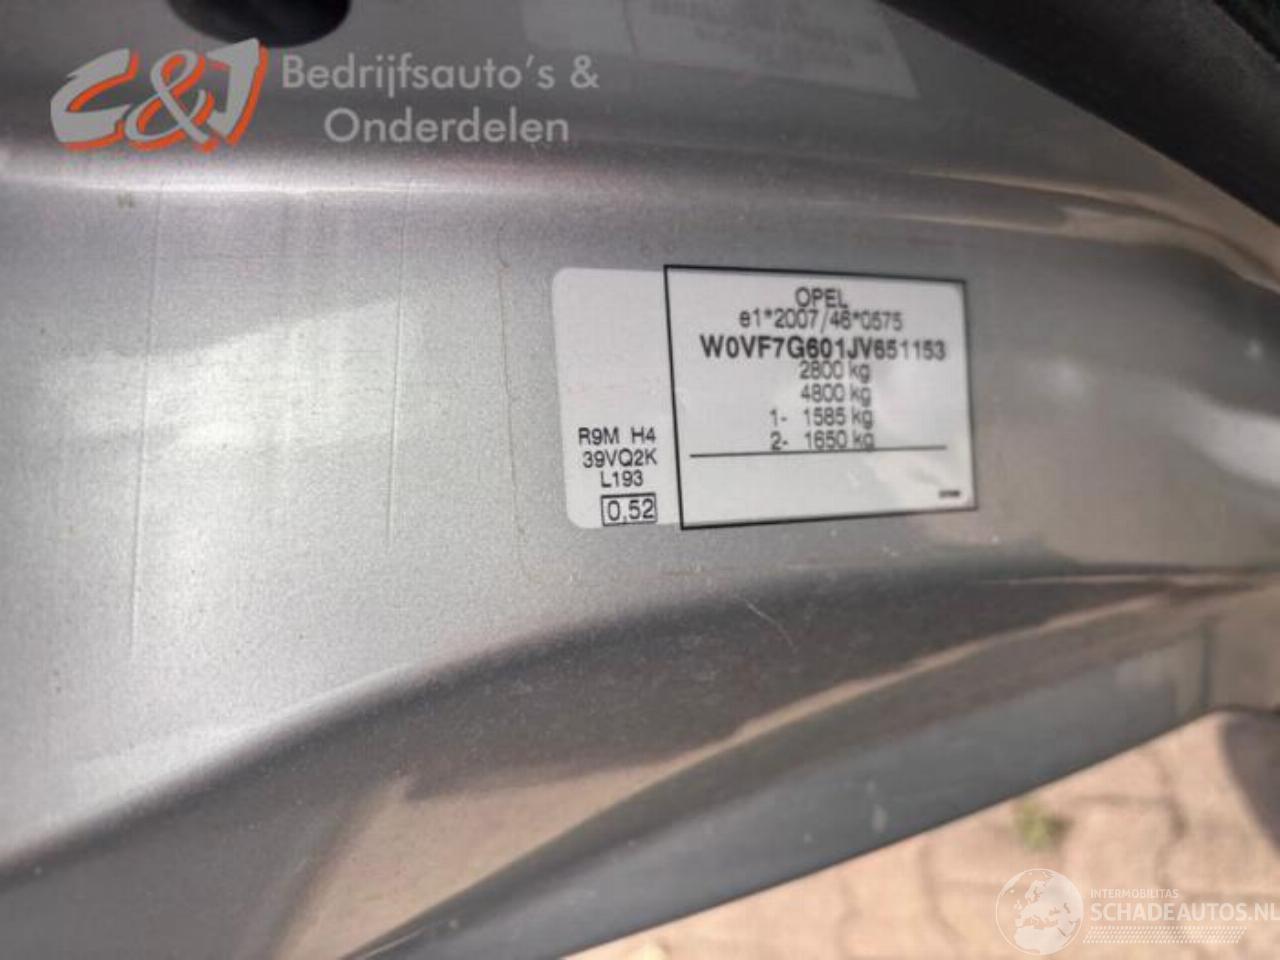 C&J Bedrijfsauto's &
Onderdelen
OPEL
e1*2007/46*0575
W0VF7G601JV651153
2800 kg
4800 kg
1- 1585 kg
2- 1650 kg
R9M H4
39VQ2K
L193
0,52
INTERMOBILITAS
SCHADEAUTOS.NL